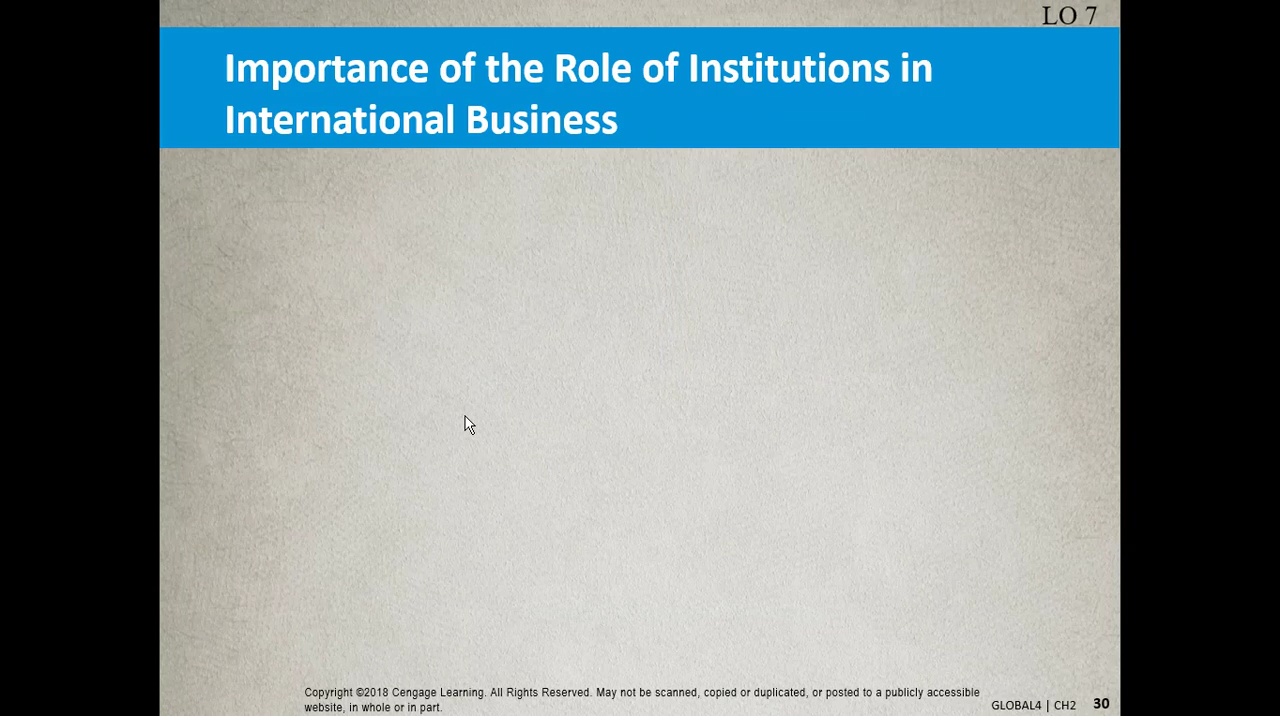 LO 7
Importance of the Role of Institutions in
International Business
Copyright ©2018 Cengage Learning. All Rights Reserved. May not be scanned, copied or duplicated, or posted to a publicly accessible
website, in whole or in part.
GLOBAL4 | CH2 30